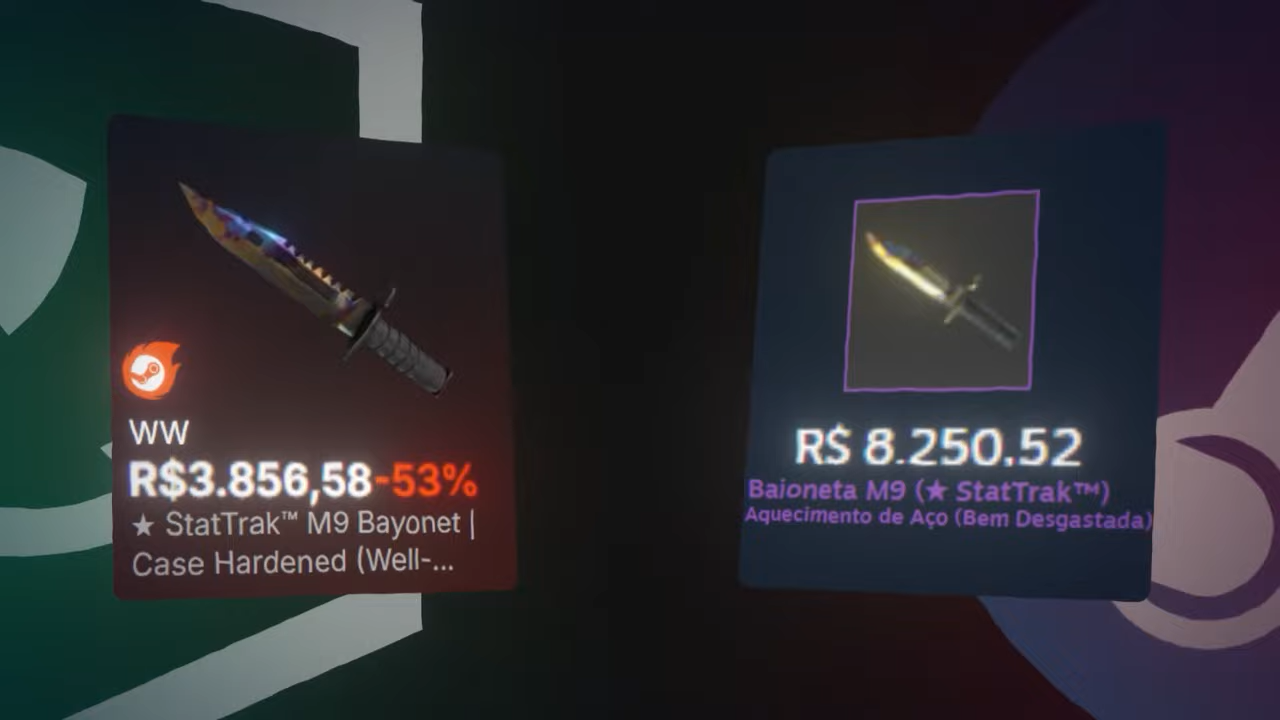 WW
R$3.856,58-53%
★ StatTrak™ M9 Bayonet |
Case Hardened (Well-...
R$ 8.250,52
Baioneta M9 (★ StatTrak™)
Aquecimento de Aço (Bem Desgastada)